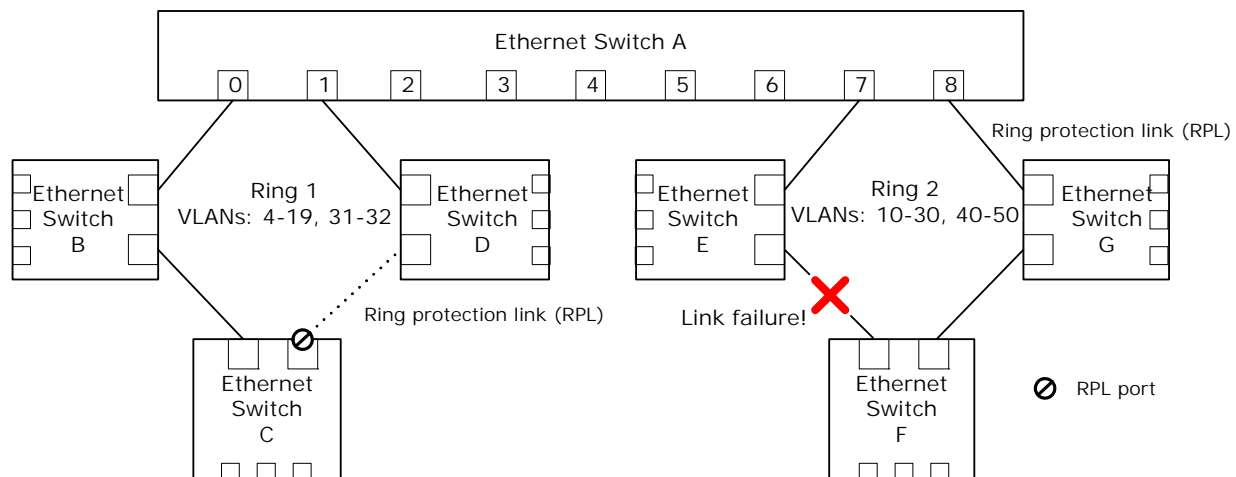 Ethernet Switch A
0 1 2 3 4 5 6 7 8
Ring protection link (RPL)
Ethernet
Switch
B
Ring 1
VLANs: 4-19, 31-32
Ethernet
Switch
D
Ethernet
Switch
E
Ring 2
VLANs: 10-30, 40-50
Ethernet
Switch
G
Ring protection link (RPL)
Link failure!
Ethernet
Switch
C
Ethernet
Switch
F
RPL port